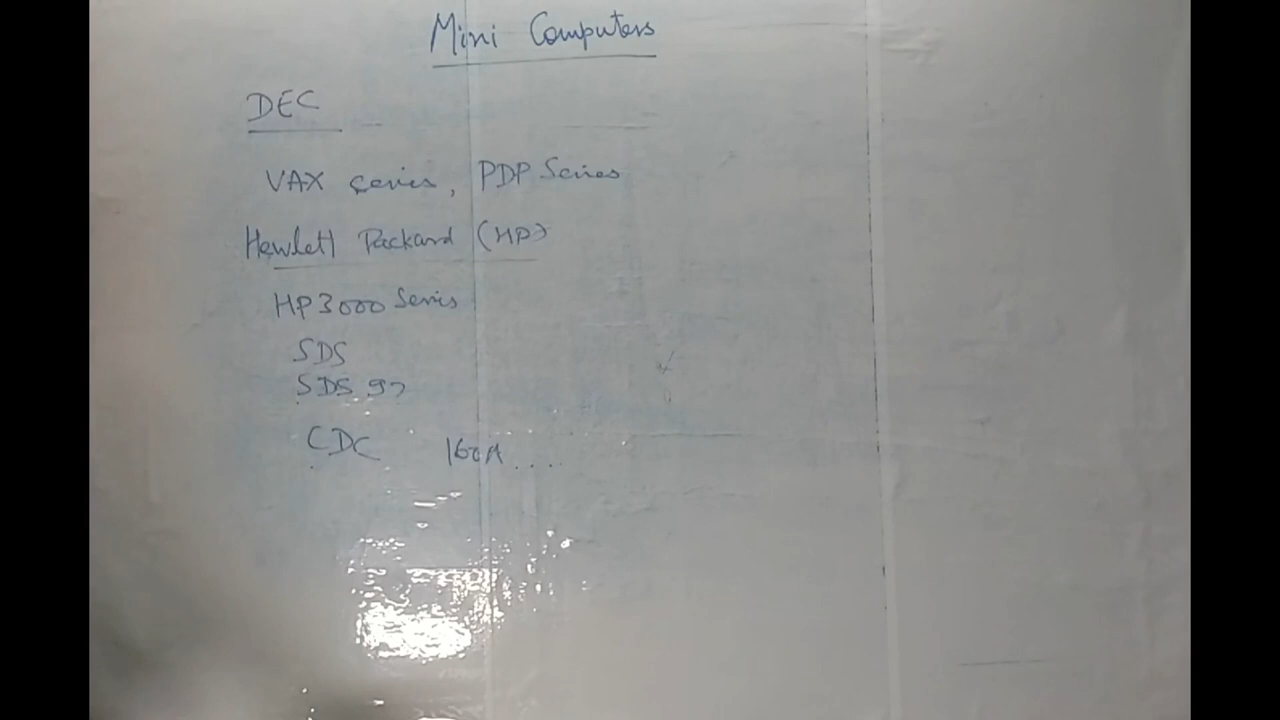 Mini Computers
DEC
VAX series, PDP Series
Hewlett Packard (HP)
HP3000 Series
SDS
SDS 92
CDC 160A....